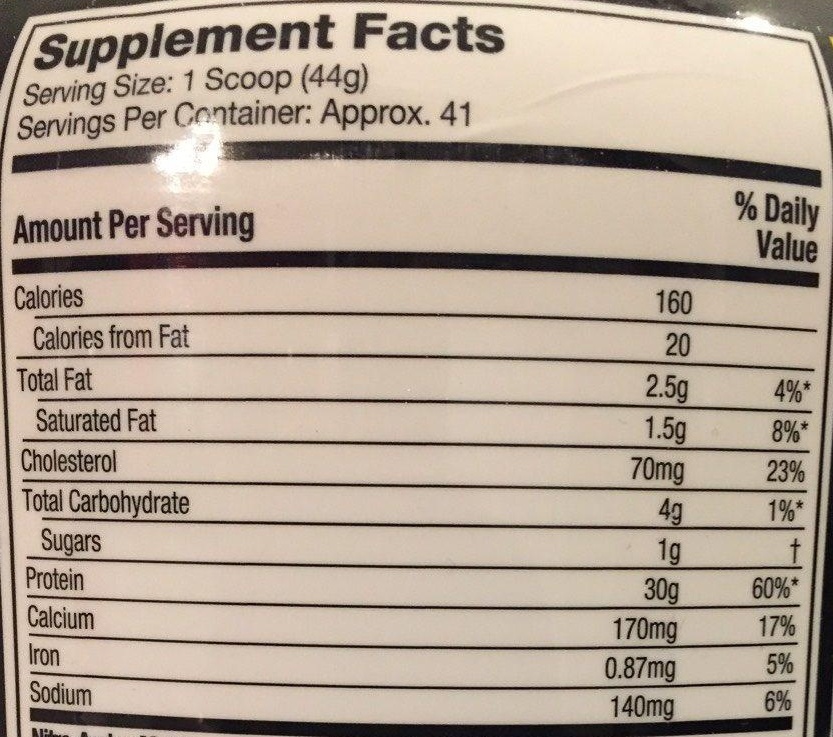 Supplement Facts
Serving Size: 1 Scoop (44g)
Servings Per Container: Approx. 41
% Daily
Amount Per Serving Value
Calories 160
Calories from Fat 20
Total Fat 2.5g 4%*
Saturated Fat 1.5g 8%*
Cholesterol 70mg 23%
Total Carbohydrate 4g 1%*
Sugars 1g †
Protein 30g 60%*
Calcium 170mg 17%
Iron 0.87mg 5%
Sodium 140mg 6%